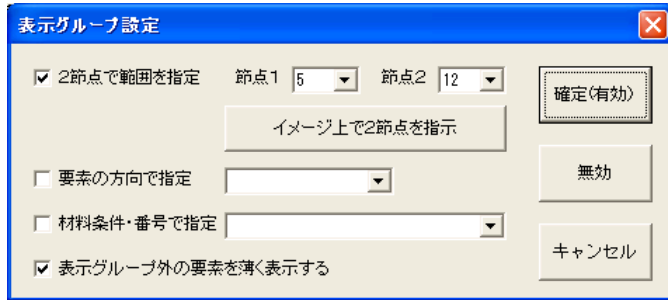 表示グループ設定
2節点で範囲を指定 節点1 5 節点2 12
確定(有効)
イメージ上で2節点を指示
要素の方向で指定
無効
材料条件・番号で指定
キャンセル
表示グループ外の要素を薄く表示する